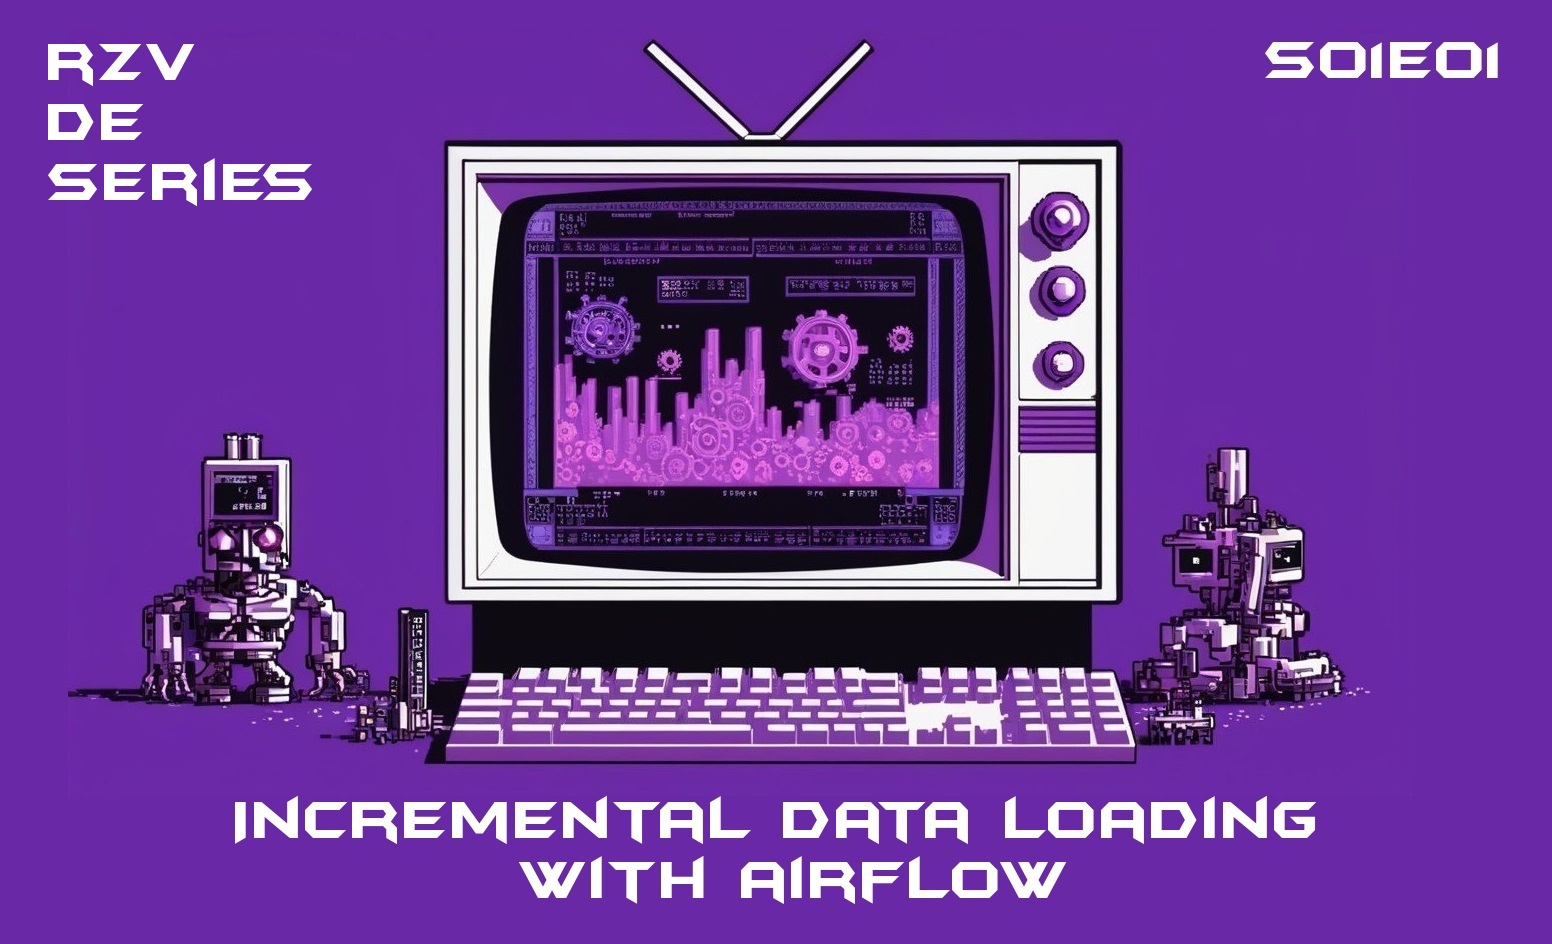 RZV
DE
SERIES
S01E01
INCREMENTAL DATA LOADING
WITH AIRFLOW